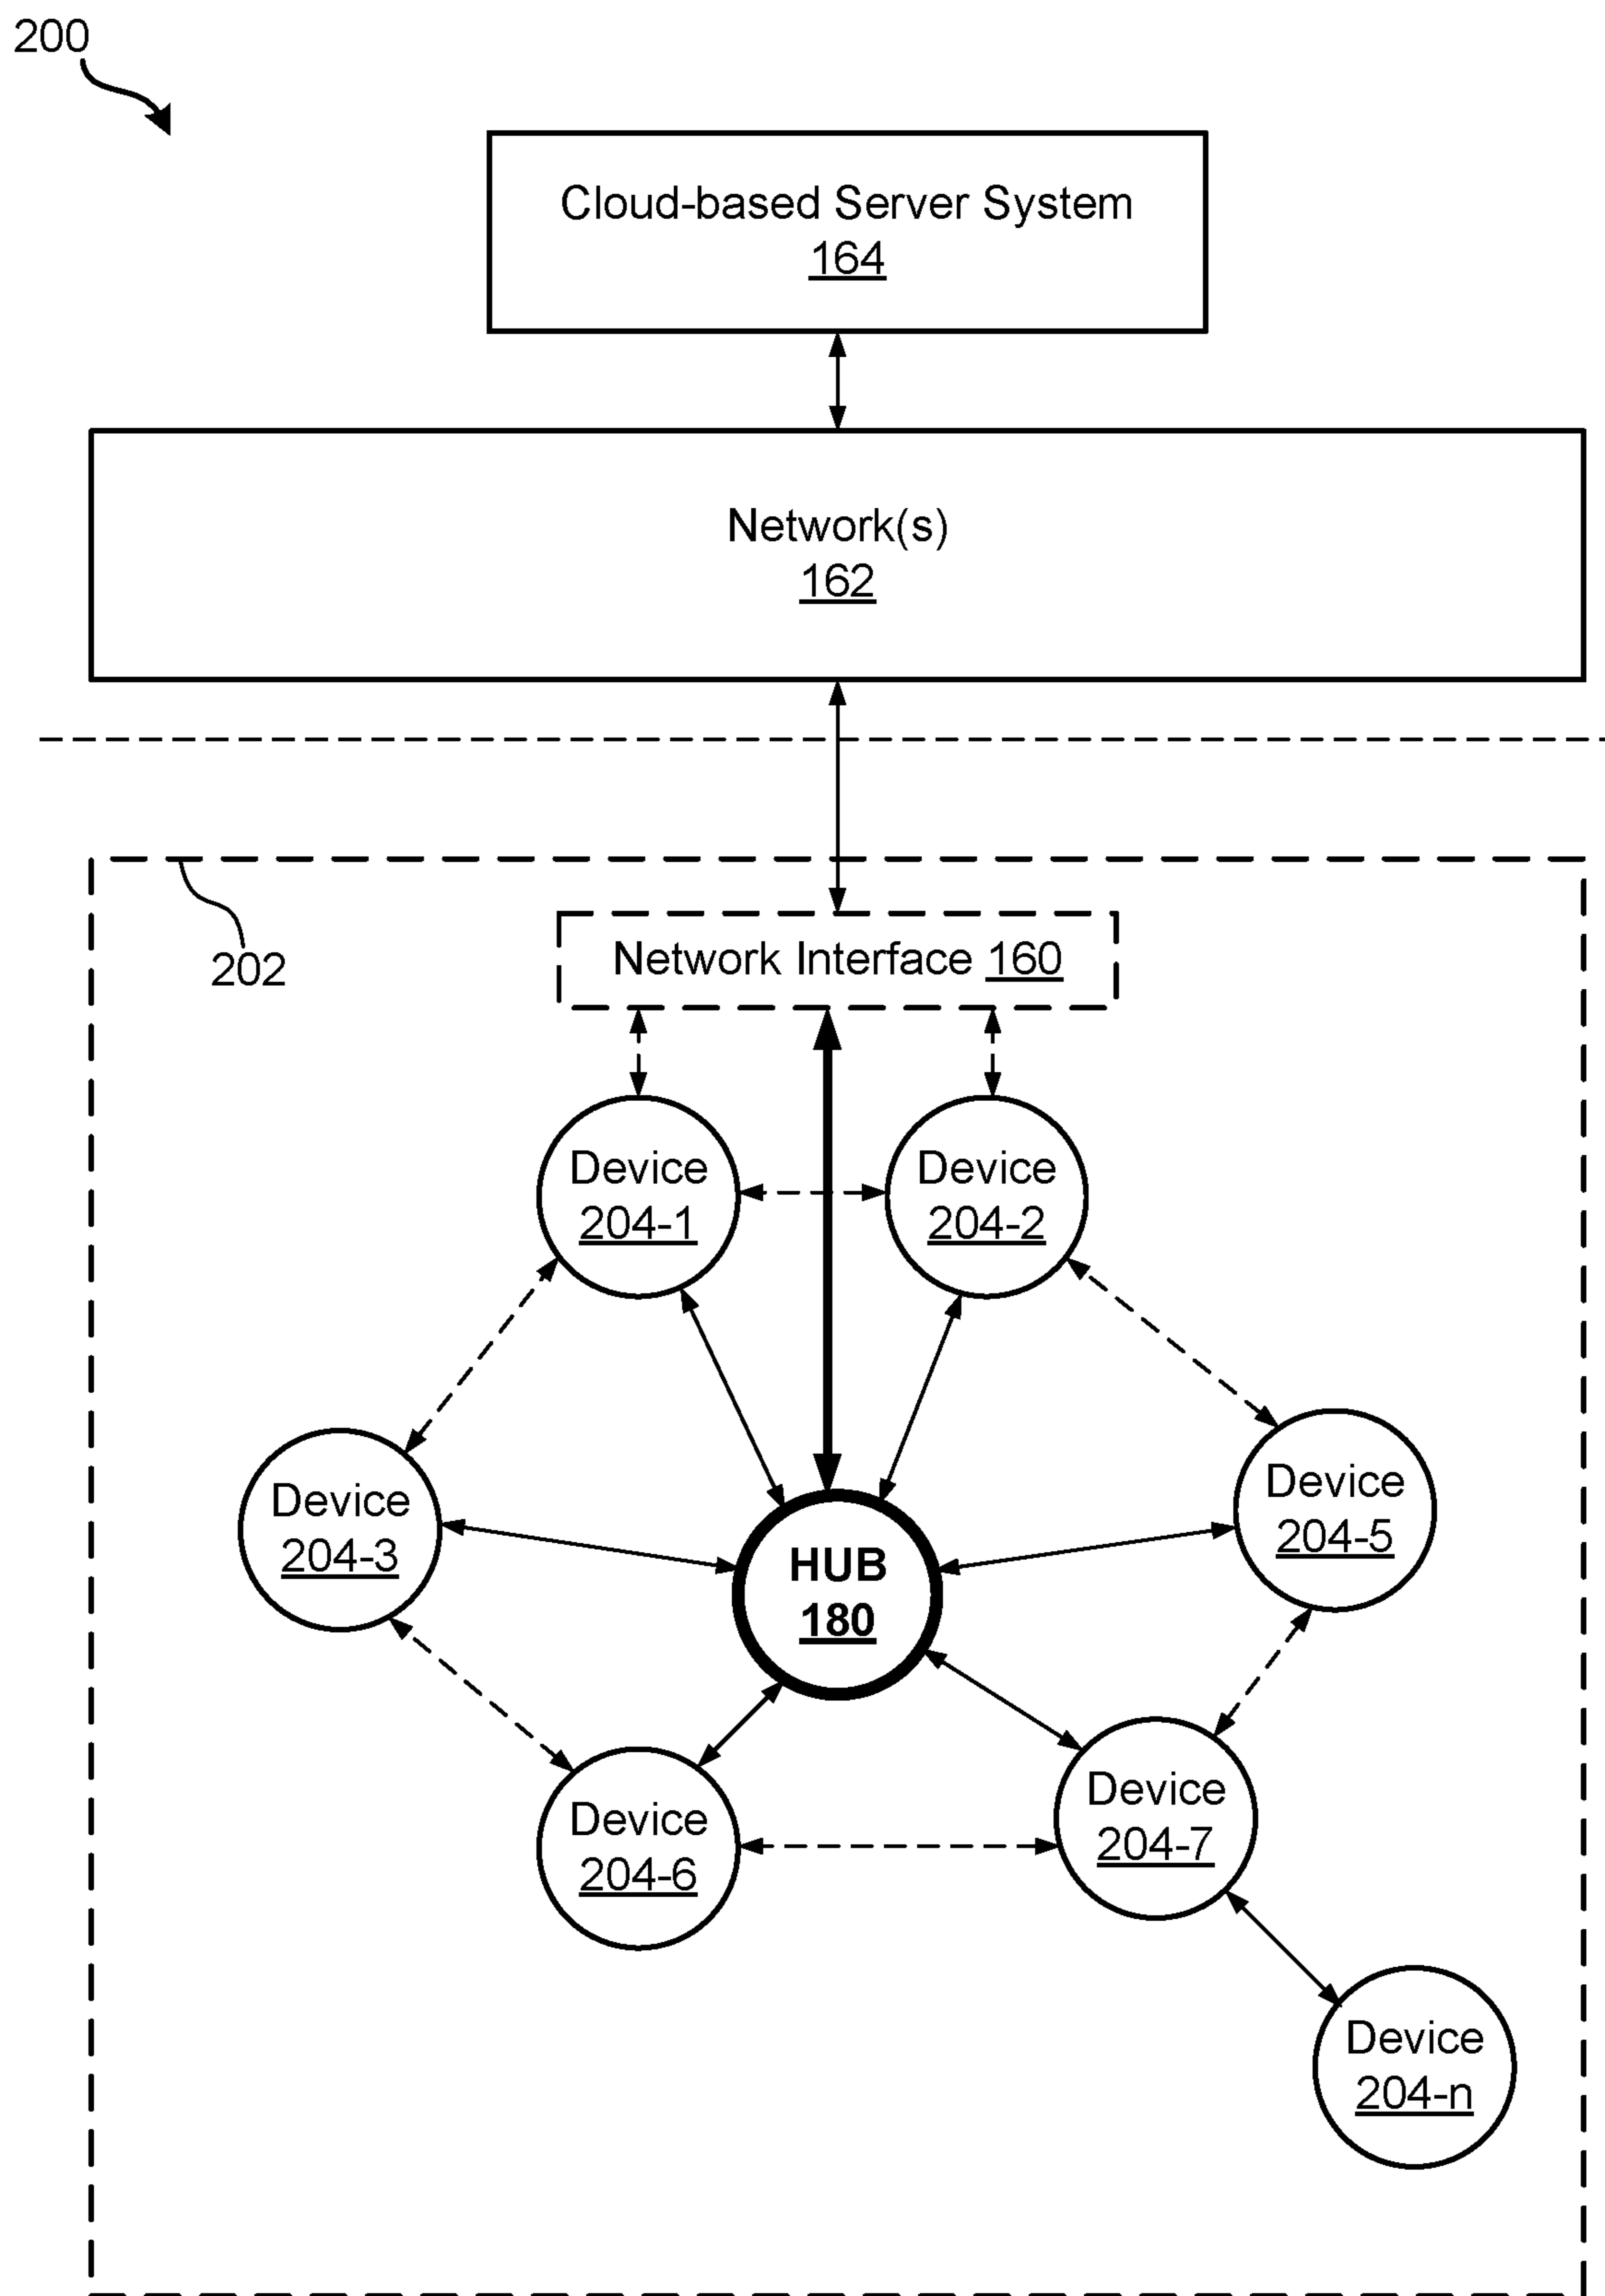 200
Cloud-based Server System
164
Network(s)
162
202
Network Interface 160
Device
204-1
Device
204-2
Device
204-3
Device
204-5
HUB
180
Device
204-6
Device
204-7
Device
204-n